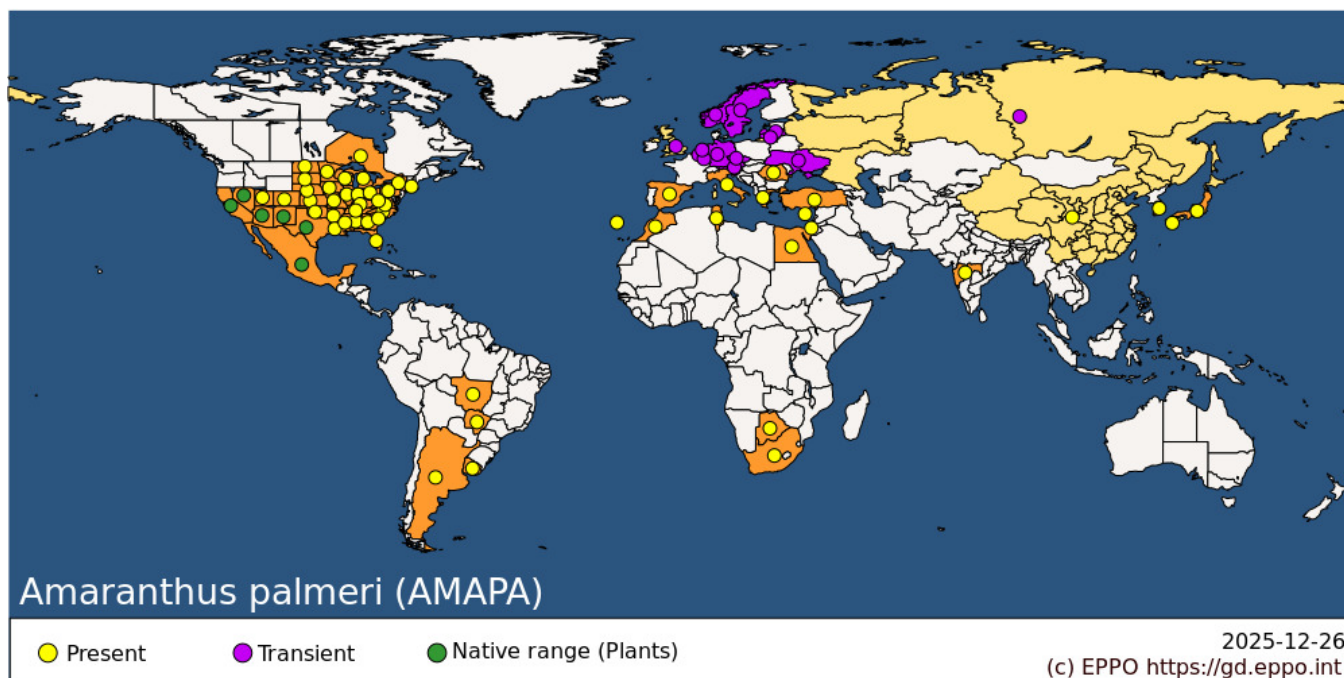 Amaranthus palmeri (AMAPA)
Present
Transient
Native range (Plants)
2025-12-26
(c) EPPO https://gd.eppo.int